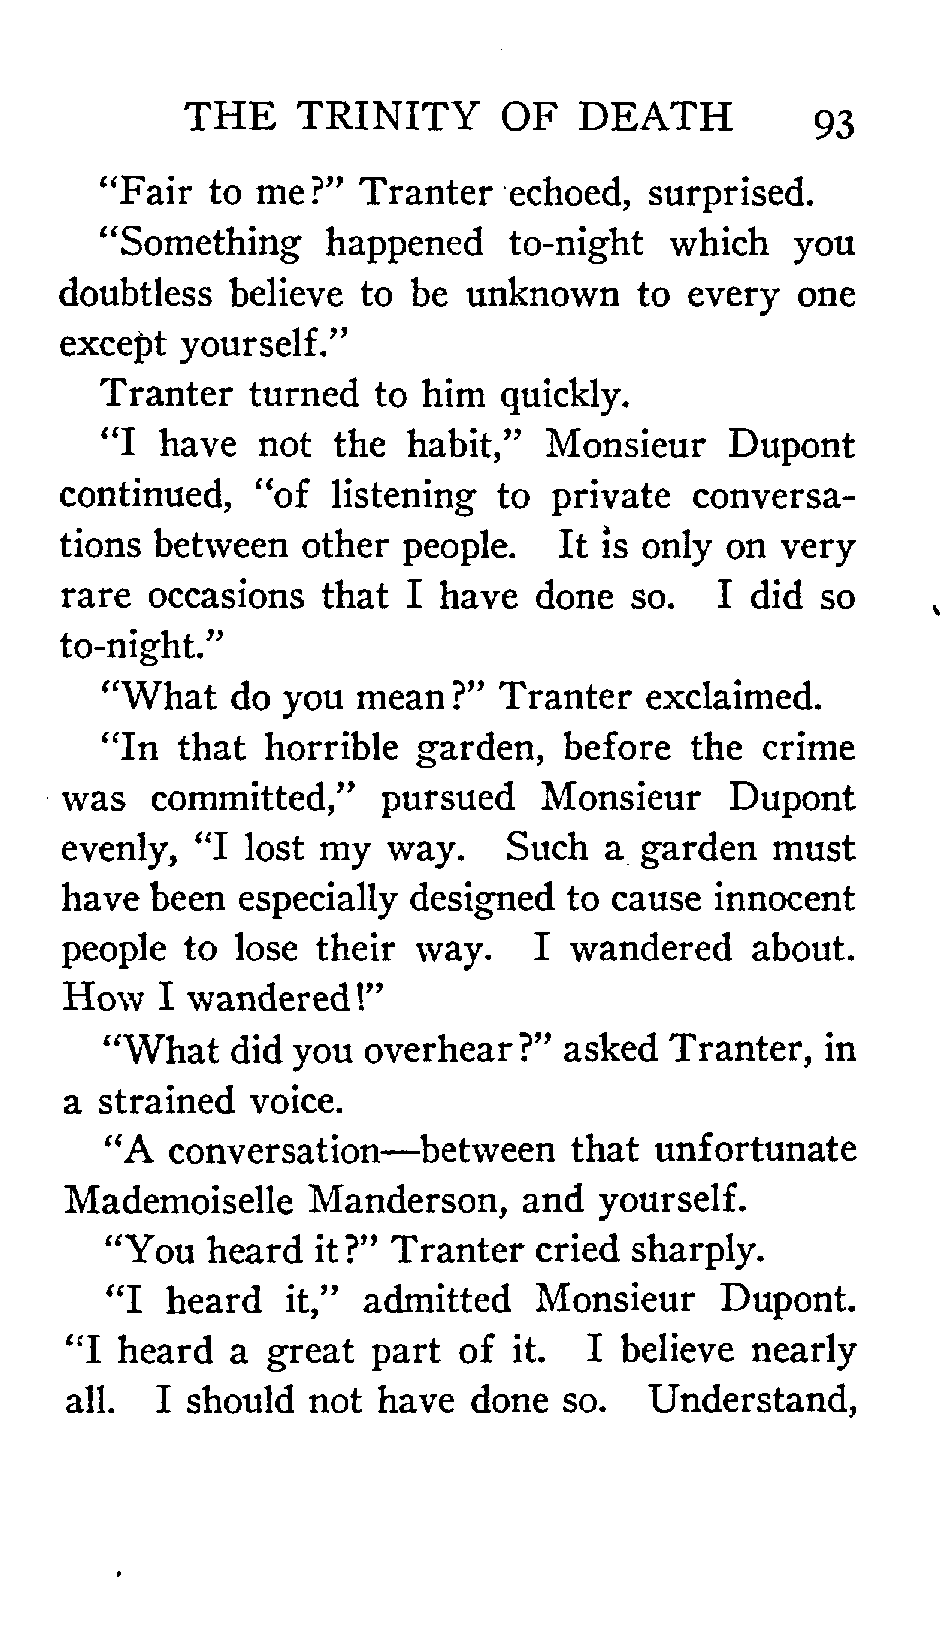 THE TRINITY OF DEATH 93
"Fair to me?" Tranter echoed, surprised.
"Something happened to-night which you
doubtless believe to be unknown to every one
except yourself."
Tranter turned to him quickly.
"I have not the habit," Monsieur Dupont
continued, "of listening to private conversa-
tions between other people. It is only on very
rare occasions that I have done so. I did so
to-night."
"What do you mean?" Tranter exclaimed.
"In that horrible garden, before the crime
was committed," pursued Monsieur Dupont
evenly, "I lost my way. Such a garden must
have been especially designed to cause innocent
people to lose their way. I wandered about.
How I wandered!"
"What did you overhear?" asked Tranter, in
a strained voice.
"A conversation—between that unfortunate
Mademoiselle Manderson, and yourself.
"You heard it?" Tranter cried sharply.
"I heard it," admitted Monsieur Dupont.
"I heard a great part of it. I believe nearly
all. I should not have done so. Understand,